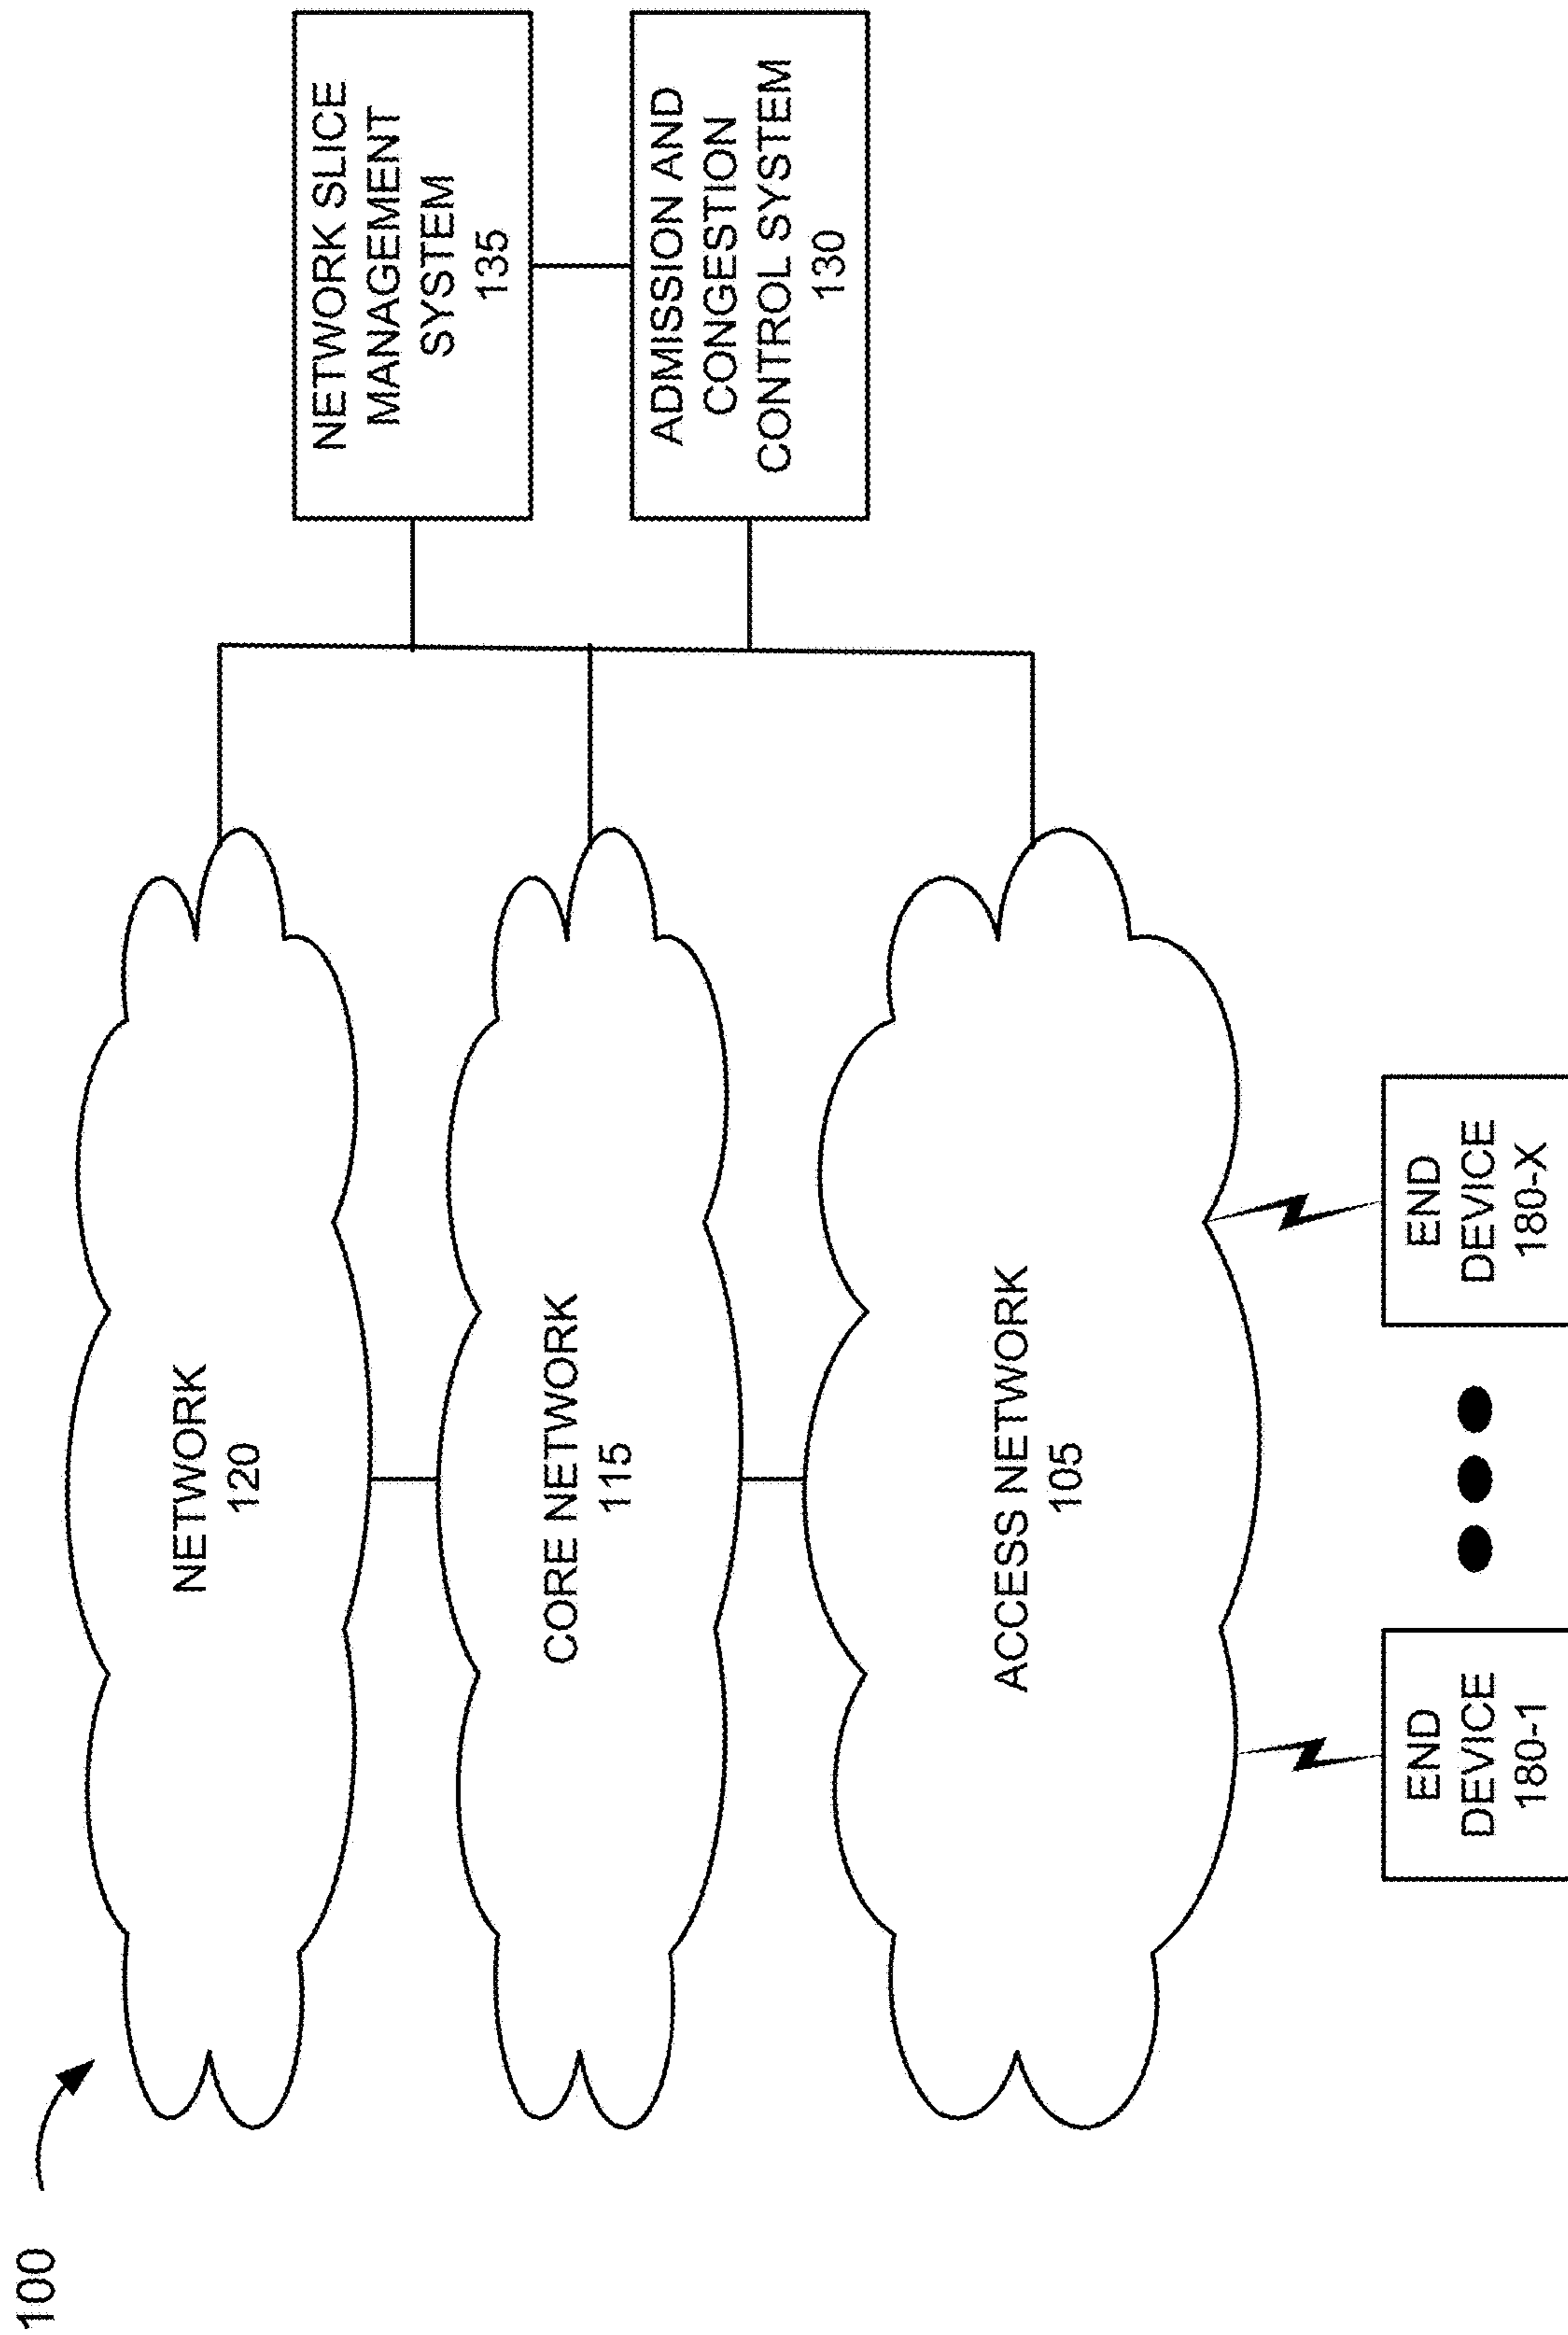 100
NETWORK
120
CORE NETWORK
115
ACCESS NETWORK
105
NETWORK SLICE
MANAGEMENT
SYSTEM
135
ADMISSION AND
CONGESTION
CONTROL SYSTEM
130
END
DEVICE
180-1
END
DEVICE
180-X